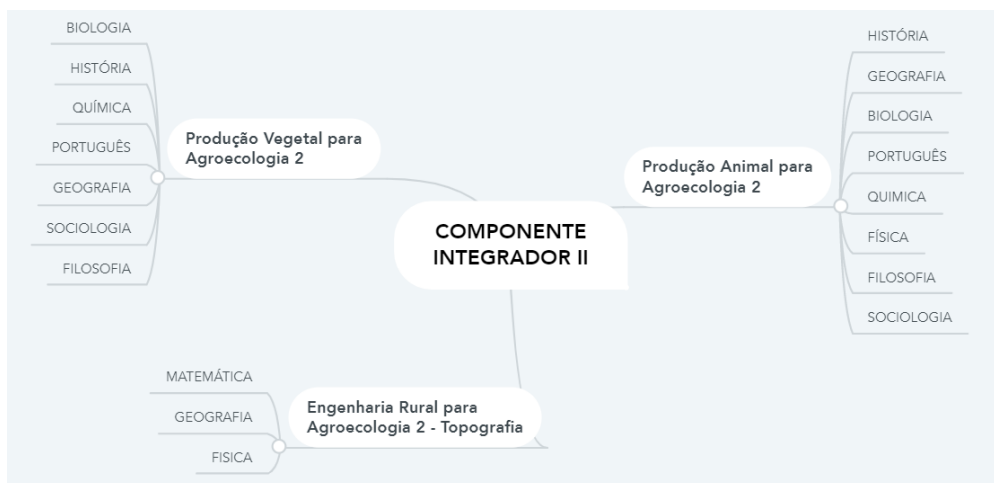 COMPONENTE
INTEGRADOR II
Produção Vegetal para
Agroecologia 2
BIOLOGIA
HISTÓRIA
QUÍMICA
PORTUGUÊS
GEOGRAFIA
SOCIOLOGIA
FILOSOFIA
Produção Animal para
Agroecologia 2
HISTÓRIA
GEOGRAFIA
BIOLOGIA
PORTUGUÊS
QUIMICA
FÍSICA
FILOSOFIA
SOCIOLOGIA
Engenharia Rural para
Agroecologia 2 - Topografia
MATEMÁTICA
GEOGRAFIA
FISICA